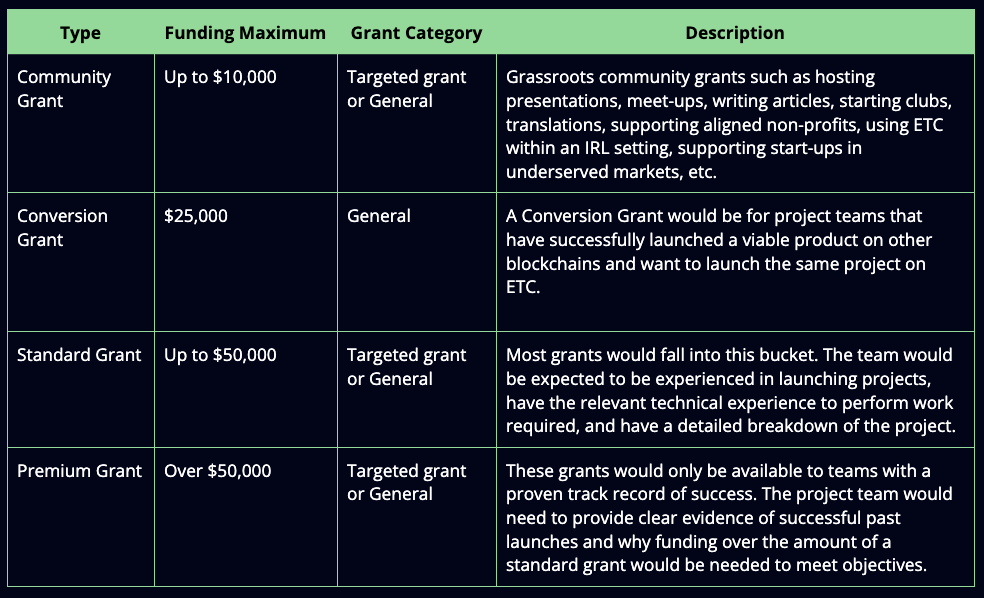 Type Funding Maximum Grant Category Description
Community
Grant
Up to $10,000
Targeted grant
or General
Grassroots community grants such as hosting
presentations, meet-ups, writing articles, starting clubs,
translations, supporting aligned non-profits, using ETC
within an IRL setting, supporting start-ups in
underserved markets, etc.
Conversion
Grant
$25,000
General
A Conversion Grant would be for project teams that
have successfully launched a viable product on other
blockchains and want to launch the same project on
ETC.
Standard Grant
Up to $50,000
Targeted grant
or General
Most grants would fall into this bucket. The team would
be expected to be experienced in launching projects,
have the relevant technical experience to perform work
required, and have a detailed breakdown of the project.
Premium Grant
Over $50,000
Targeted grant
or General
These grants would only be available to teams with a
proven track record of success. The project team would
need to provide clear evidence of successful past
launches and why funding over the amount of a
standard grant would be needed to meet objectives.